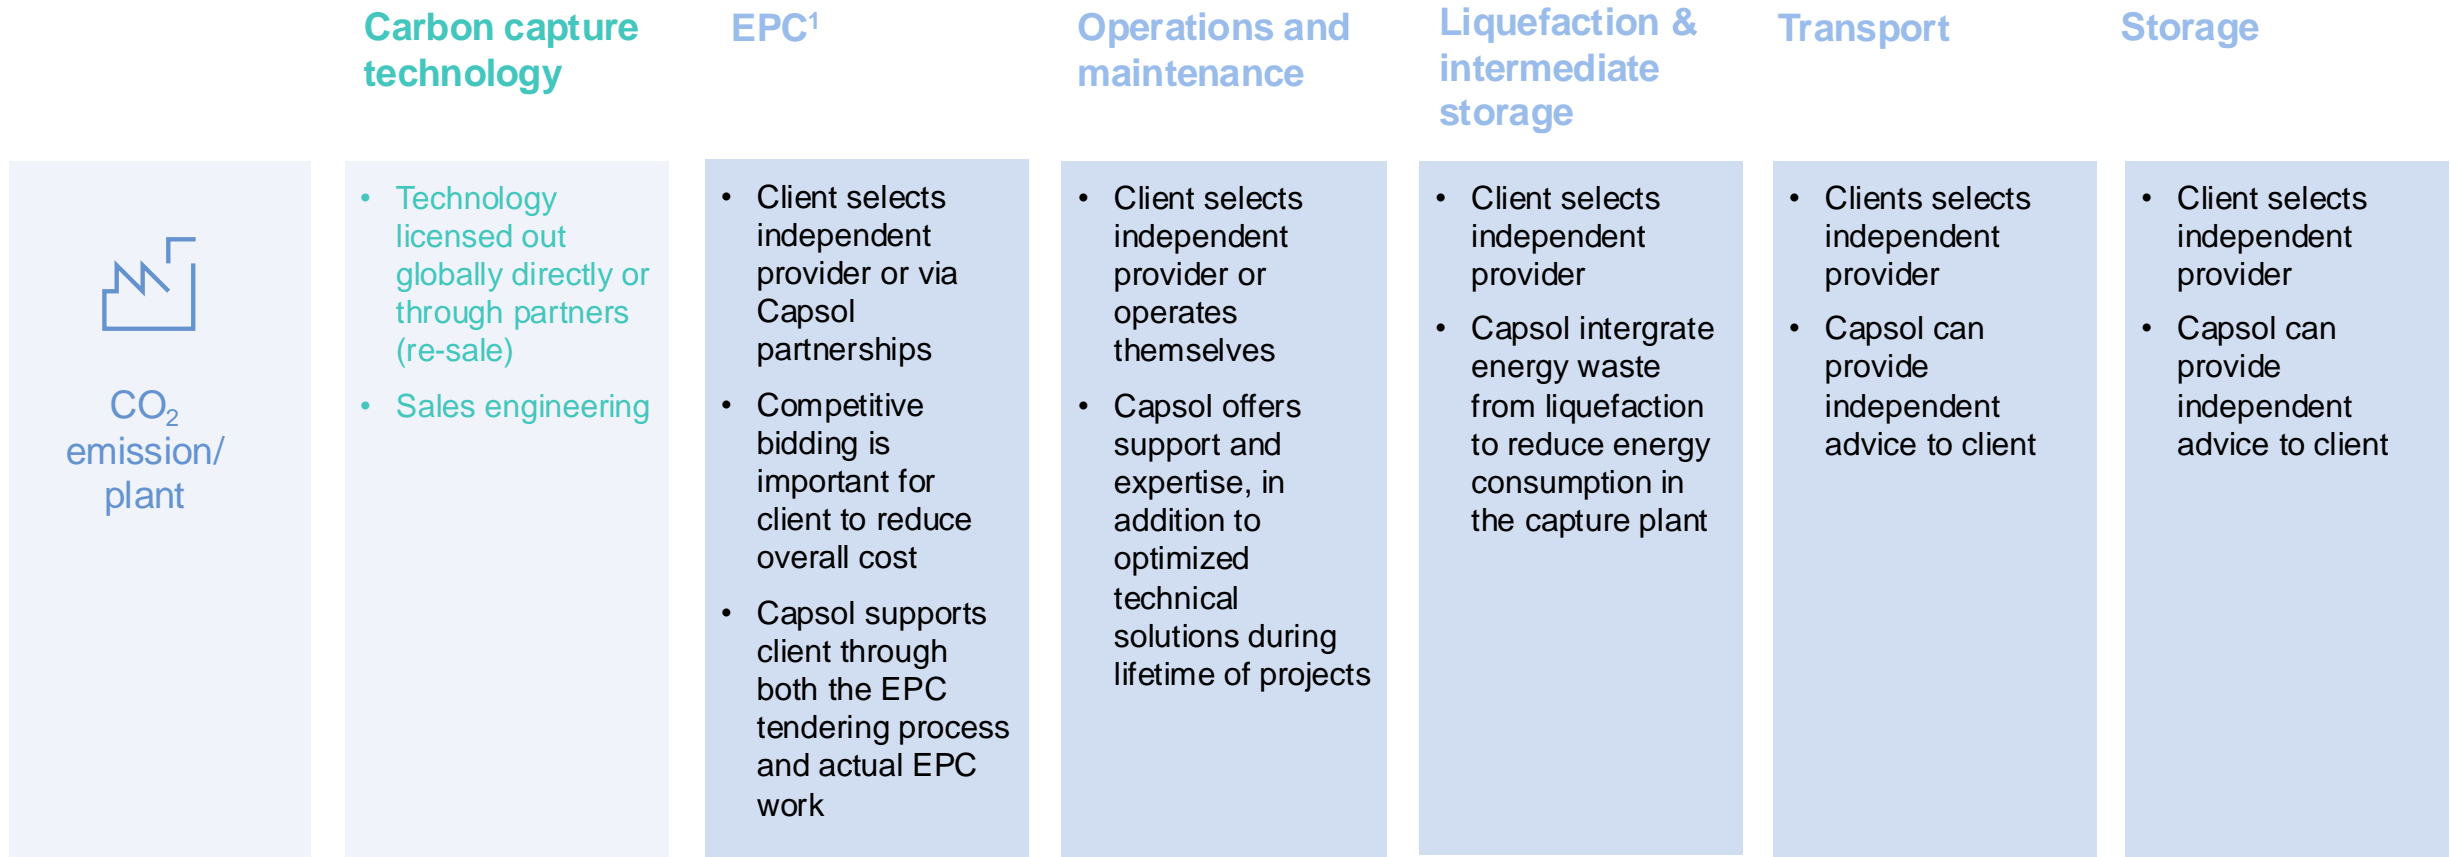 Carbon capture
technology
EPC¹
Operations and
maintenance
Liquefaction &
intermediate
storage
Transport
Storage
CO₂
emission/
plant
• Technology
licensed out
globally directly or
through partners
(re-sale)
• Sales engineering
• Client selects
independent
provider or via
Capsol
partnerships
• Competitive
bidding is
important for
client to reduce
overall cost
• Capsol supports
client through
both the EPC
tendering process
and actual EPC
work
• Client selects
independent
provider or
operates
themselves
• Capsol offers
support and
expertise, in
addition to
optimized
technical
solutions during
lifetime of projects
• Client selects
independent
provider
• Capsol intergrate
energy waste
from liquefaction
to reduce energy
consumption in
the capture plant
• Clients selects
independent
provider
• Capsol can
provide
independent
advice to client
• Client selects
independent
provider
• Capsol can
provide
independent
advice to client